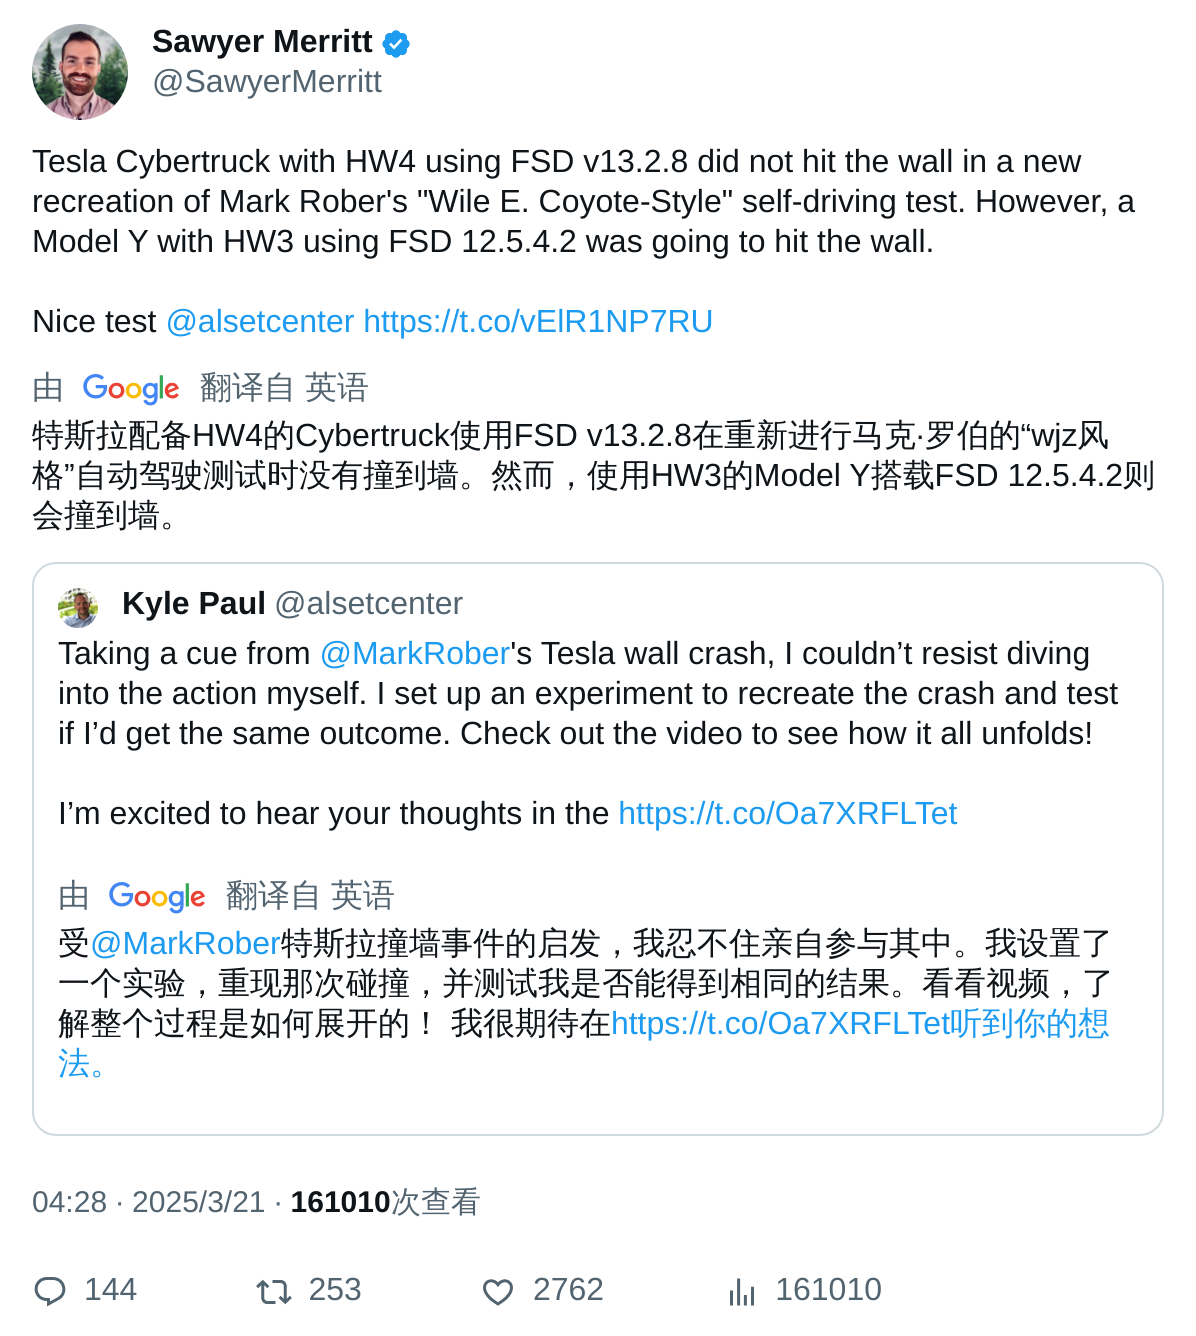 Sawyer Merritt
@SawyerMerritt
Tesla Cybertruck with HW4 using FSD v13.2.8 did not hit the wall in a new
recreation of Mark Rober's "Wile E. Coyote-Style" self-driving test. However, a
Model Y with HW3 using FSD 12.5.4.2 was going to hit the wall.
Nice test @alsetcenter https://t.co/vElR1NP7RU
由 Google 翻译自 英语
特斯拉配备HW4的Cybertruck使用FSD v13.2.8在重新进行马克·罗伯的“wjz风
格”自动驾驶测试时没有撞到墙。然而，使用HW3的Model Y搭载FSD 12.5.4.2则
会撞到墙。
Kyle Paul @alsetcenter
Taking a cue from @MarkRober's Tesla wall crash, I couldn’t resist diving
into the action myself. I set up an experiment to recreate the crash and test
if I’d get the same outcome. Check out the video to see how it all unfolds!
I’m excited to hear your thoughts in the https://t.co/Oa7XRFLTet
由 Google 翻译自 英语
受@MarkRober特斯拉撞墙事件的启发，我忍不住亲自参与其中。我设置了
一个实验，重现那次碰撞，并测试我是否能得到相同的结果。看看视频，了
解整个过程是如何展开的！ 我很期待在https://t.co/Oa7XRFLTet听到你的想
法。
04:28 · 2025/3/21 · 161010次查看
144 253 2762 161010